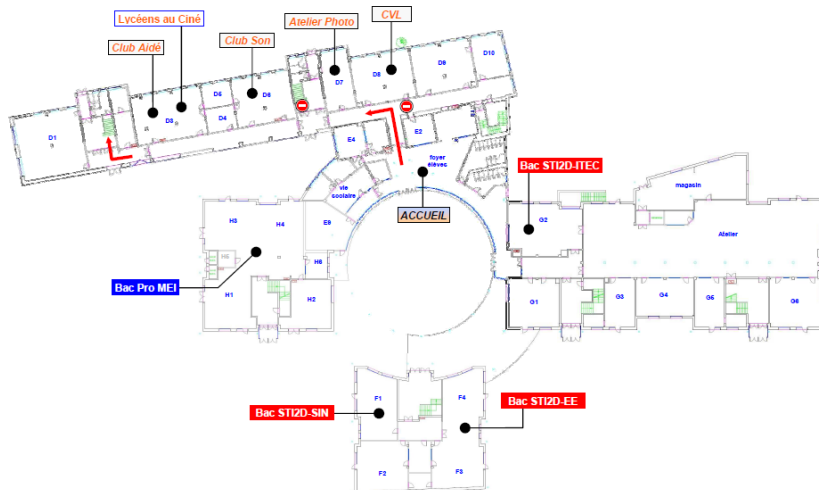 Lycéens au Ciné
Atelier Photo
CVL
Club Aidé
Club Son
D10
D9
D8
D7
D6
D5
D4
D3
D1
E2
E4
foyer
élèves
vie
scolaire
ACCUEIL
Bac STI2D-ITEC
magasin
Atelier
G2
E9
H3
H4
H5
H6
Bac Pro MEI
H1
H2
G1
G3
G4
G5
G6
F1
F4
Bac STI2D-SIN
Bac STI2D-EE
F2
F3